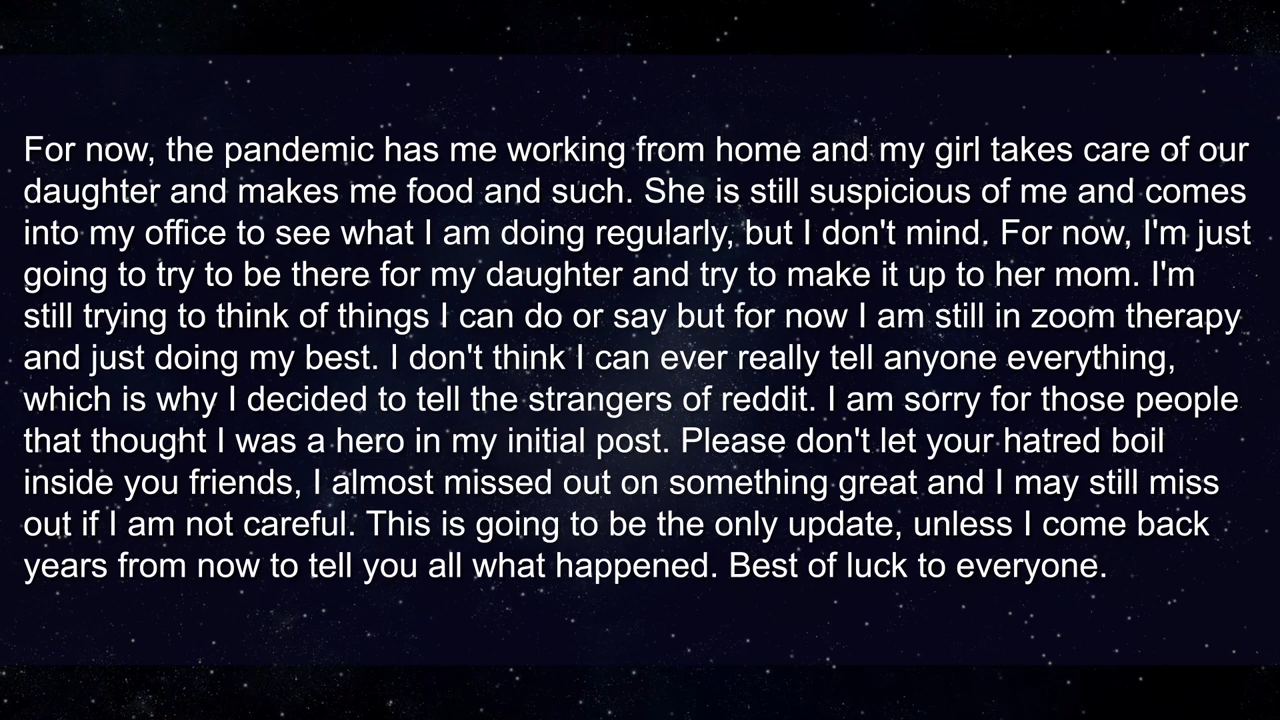 For now, the pandemic has me working from home and my girl takes care of our
daughter and makes me food and such. She is still suspicious of me and comes
into my office to see what I am doing regularly, but I don't mind. For now, I'm just
going to try to be there for my daughter and try to make it up to her mom. I'm
still trying to think of things I can do or say but for now I am still in zoom therapy
and just doing my best. I don't think I can ever really tell anyone everything,
which is why I decided to tell the strangers of reddit. I am sorry for those people
that thought I was a hero in my initial post. Please don't let your hatred boil
inside you friends, I almost missed out on something great and I may still miss
out if I am not careful. This is going to be the only update, unless I come back
years from now to tell you all what happened. Best of luck to everyone.